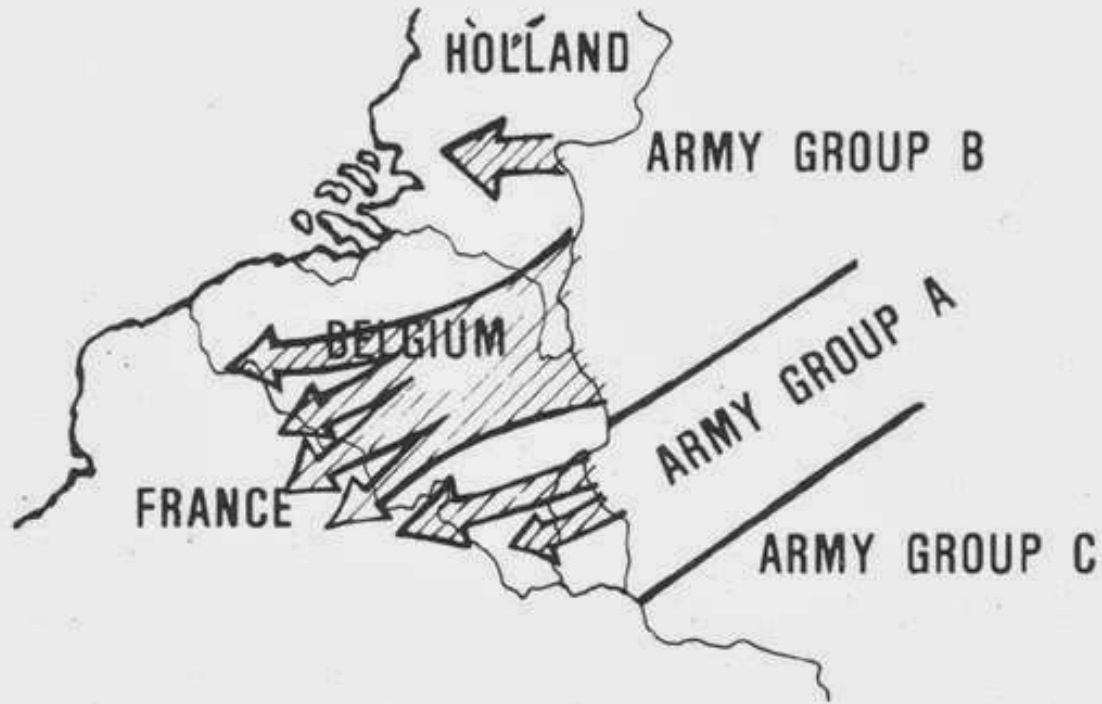 HOLLAND
ARMY GROUP B
BELGIUM
ARMY GROUP A
FRANCE
ARMY GROUP C